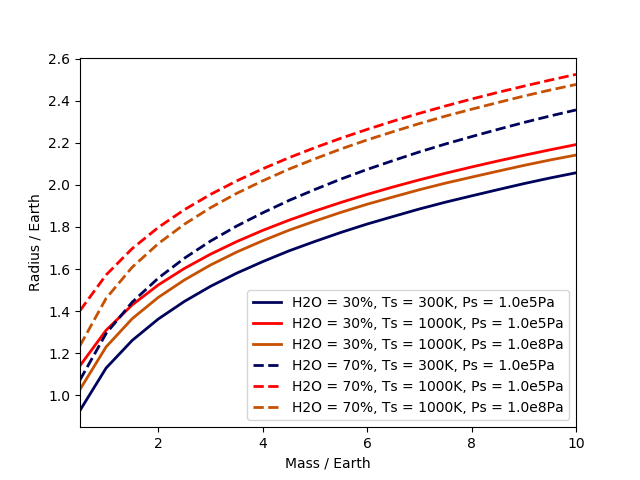 2.6
2.4
2.2
2.0
1.8
1.6
1.4
1.2
1.0
Radius / Earth
H2O = 30%, Ts = 300K, Ps = 1.0e5Pa
H2O = 30%, Ts = 1000K, Ps = 1.0e5Pa
H2O = 30%, Ts = 1000K, Ps = 1.0e8Pa
H2O = 70%, Ts = 300K, Ps = 1.0e5Pa
H2O = 70%, Ts = 1000K, Ps = 1.0e5Pa
H2O = 70%, Ts = 1000K, Ps = 1.0e8Pa
2 4 6 8 10
Mass / Earth